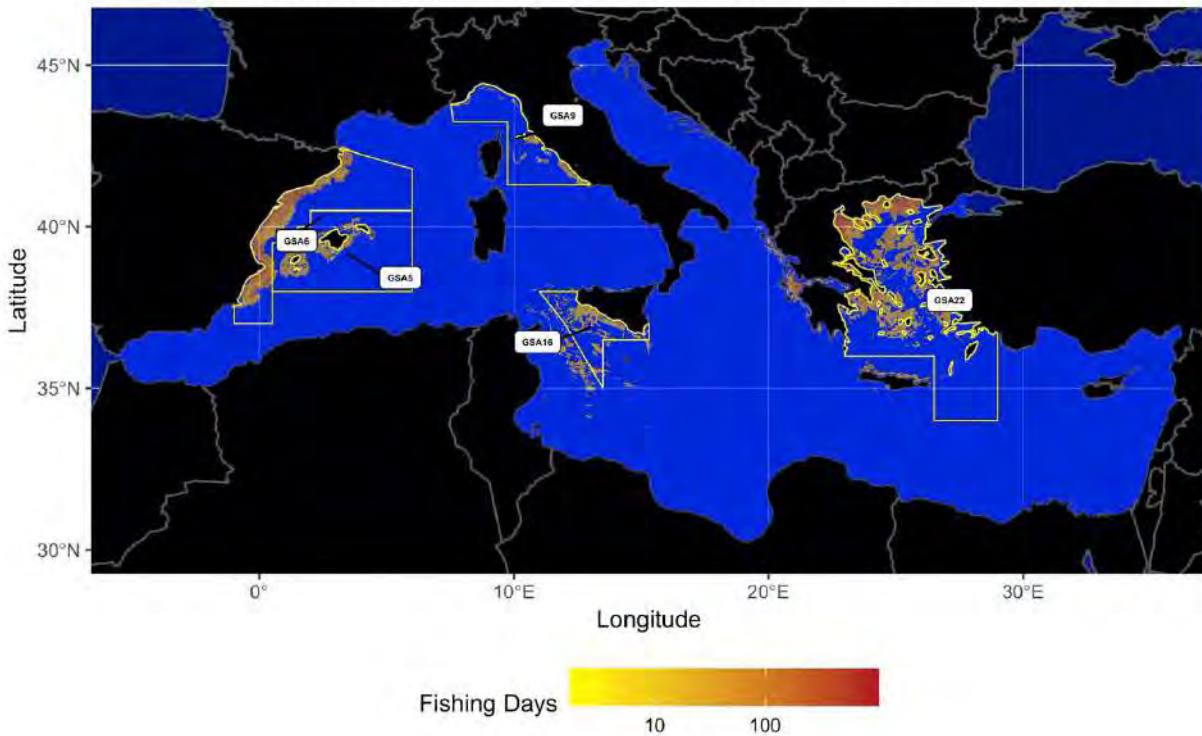 45°N
40°N
35°N
30°N
Latitude
GSA9
GSA6
GSA5
GSA22
GSA16
0°
10°E
20°E
30°E
Longitude
Fishing Days
10
100